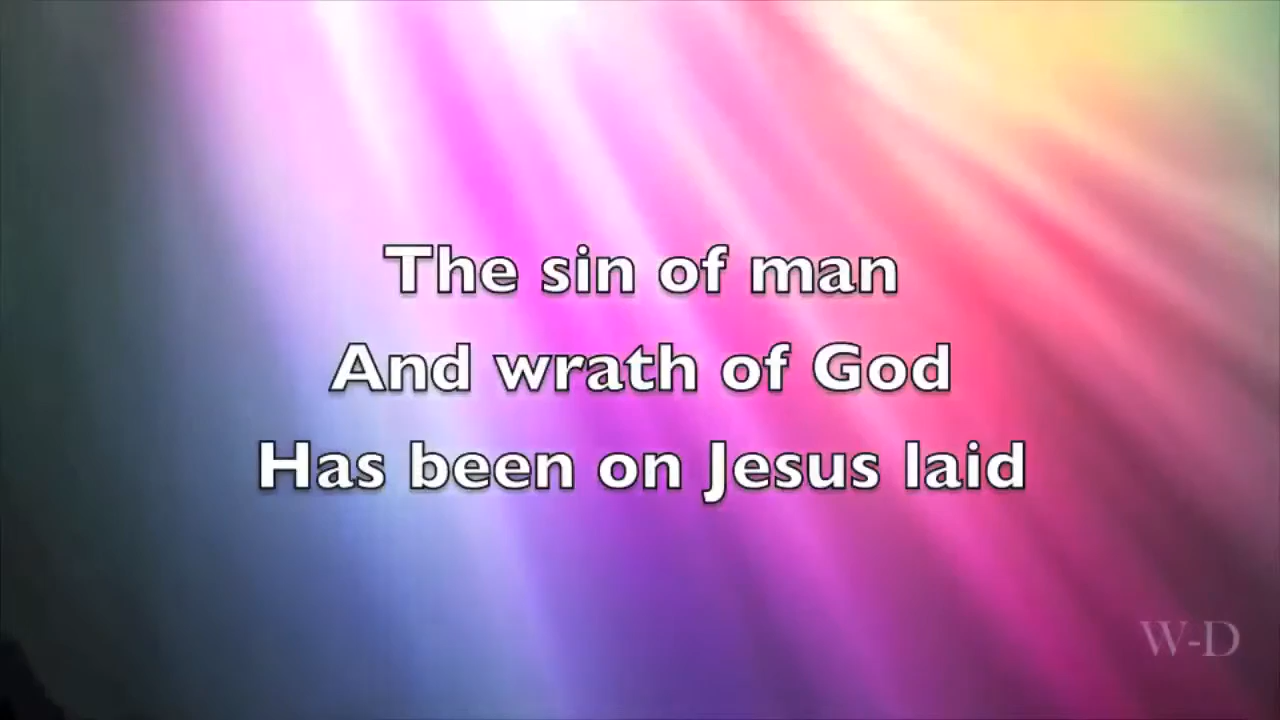 The sin of man
And wrath of God
Has been on Jesus laid
W-D